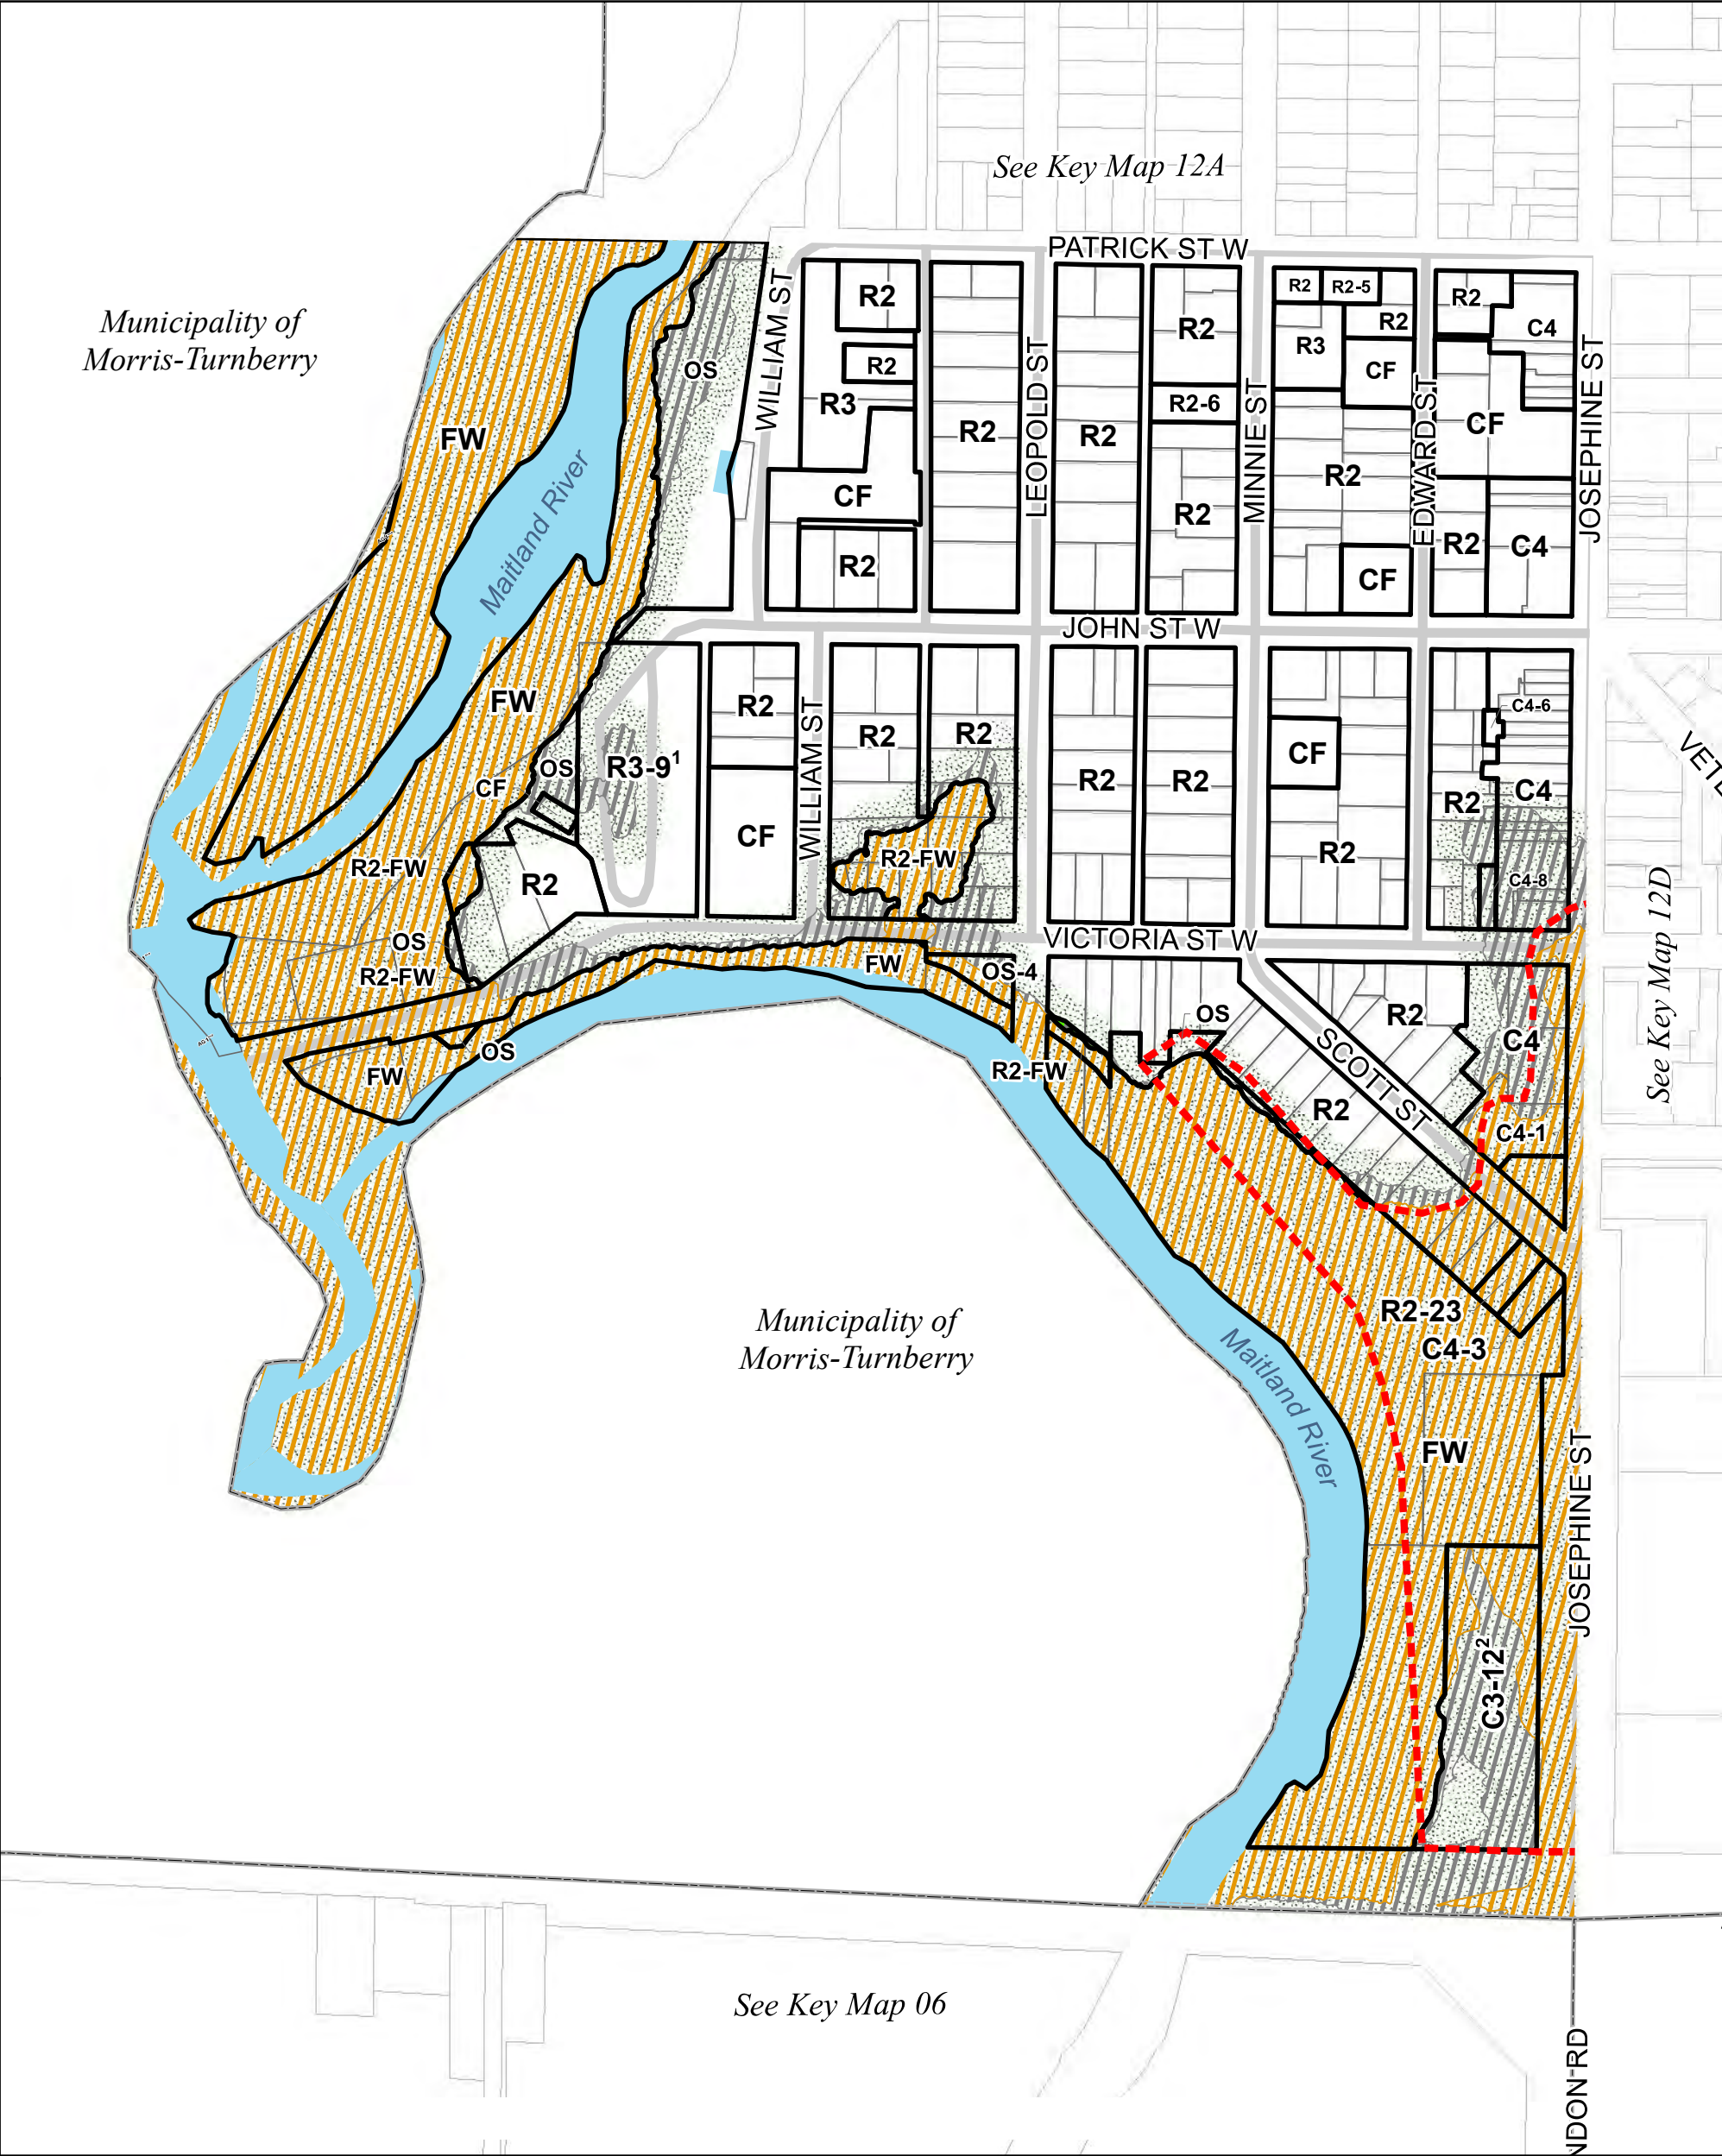 See Key Map 12A
PATRICK ST W
Municipality of
Morris-Turnberry
R2
R2
R2-5
R2
R2
C4
R2
R2
R3
OS
WILLIAM ST
R2
CF
R3
R2-6
LEOPOLD ST
MINNIE ST
EDWARD ST
JOSEPHINE ST
FW
R2
R2
CF
R2
CF
R2
Maitland River
R2
C4
R2
CF
JOHN ST W
FW
R2
R2
R2
C4-6
CF
OS
R3-9¹
WILLIAM ST
R2
R2
CF
C4
CF
R2
R2-FW
R2-FW
R2
R2
C4-8
See Key Map 12D
OS
VICTORIA ST W
R2-FW
FW
OS-4
OS
R2
C4
OS
FW
R2-FW
SCOTT ST
R2
C4-1
R2-23
Municipality of
Morris-Turnberry
C4-3
Maitland River
FW
JOSEPHINE ST
C3-12²
See Key Map 06
NDON RD